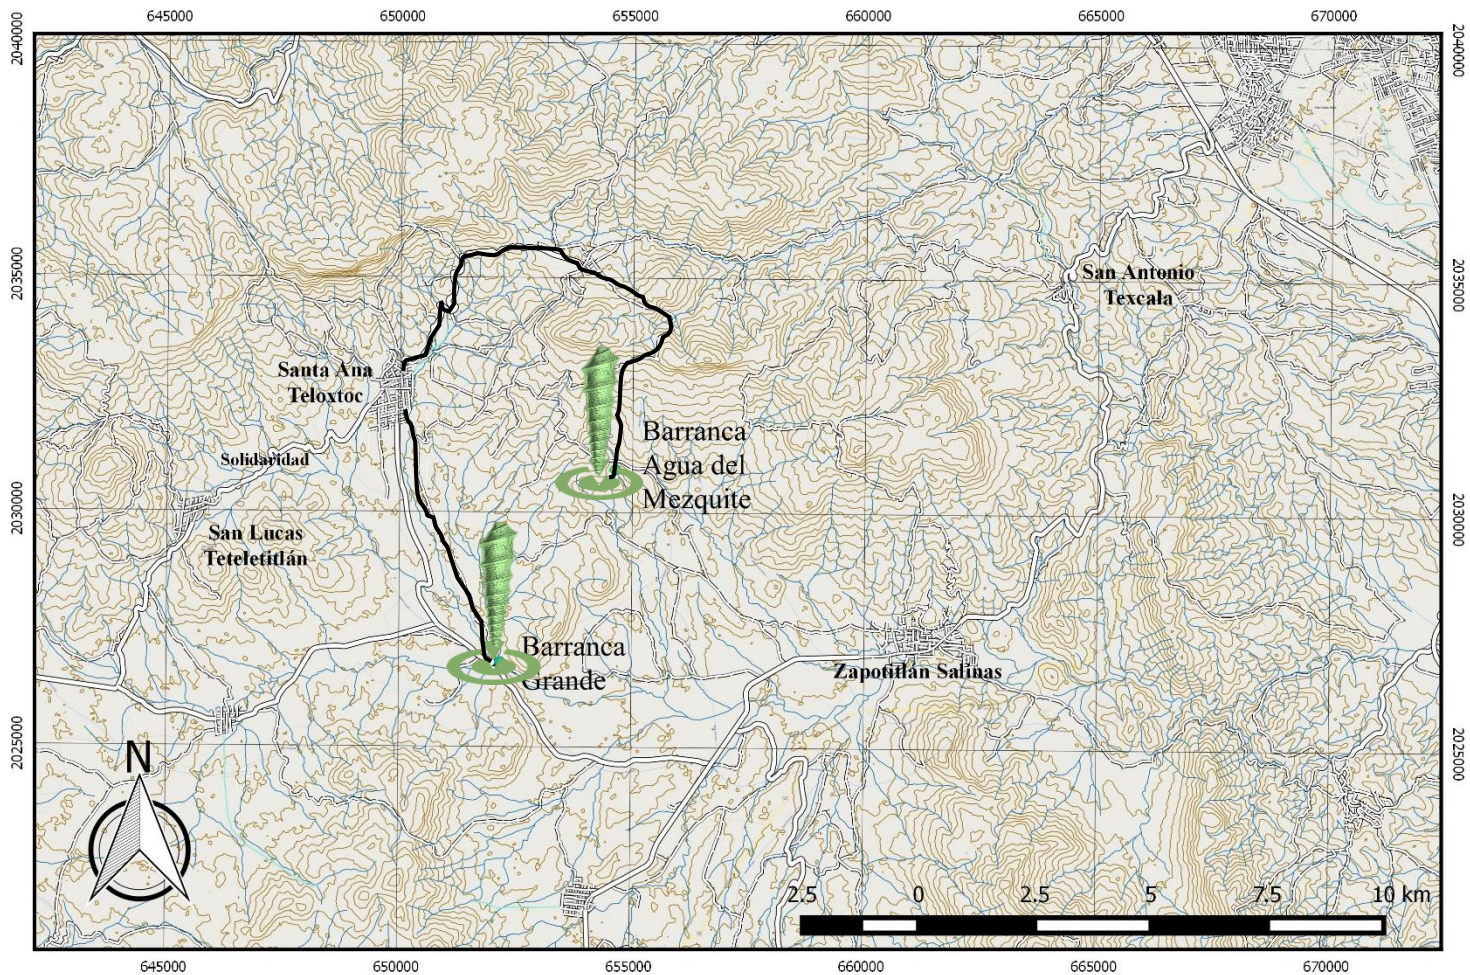 645000 650000 655000 660000 665000 670000
2040000
2040000
2035000
2035000
San Antonio
Texcala
Santa Ana
Teloxtoc
Barranca
Agua del
Mezquite
Solidaridad
2030000
2030000
San Lucas
Teteletitlán
Barranca
Grande
Zapotitlán Salinas
2025000
2025000
N
2.5 0 2.5 5 7.5 10 km
645000 650000 655000 660000 665000 670000